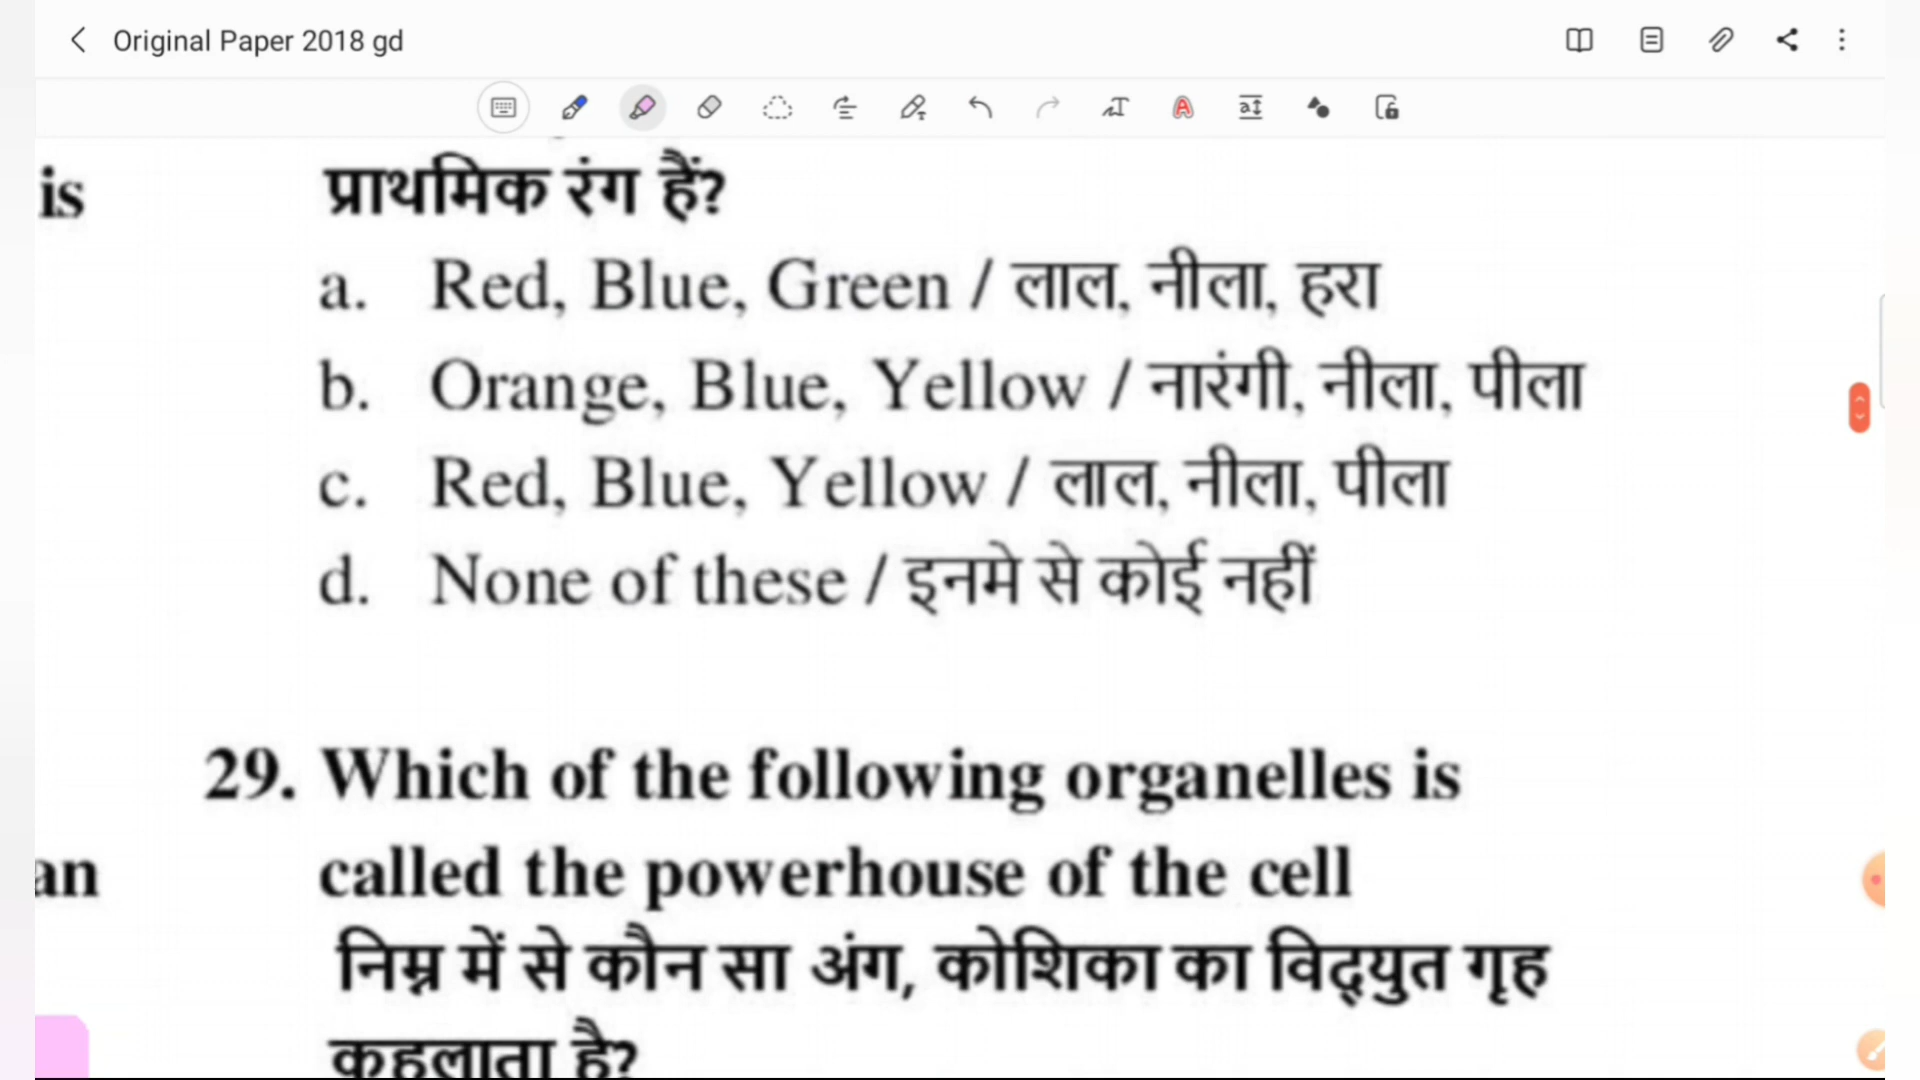 Original Paper 2018 gd
is
प्राथमिक रंग हैं?
a. Red, Blue, Green / लाल, नीला, हरा
b. Orange, Blue, Yellow / नारंगी, नीला, पीला
c. Red, Blue, Yellow / लाल, नीला, पीला
d. None of these / इनमे से कोई नहीं
29. Which of the following organelles is
an
called the powerhouse of the cell
निम्न में से कौन सा अंग, कोशिका का विद्युत गृह
कहलाता है?